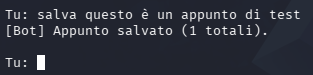 Tu: salva questo è un appunto di test
[Bot] Appunto salvato (1 totali).
Tu: